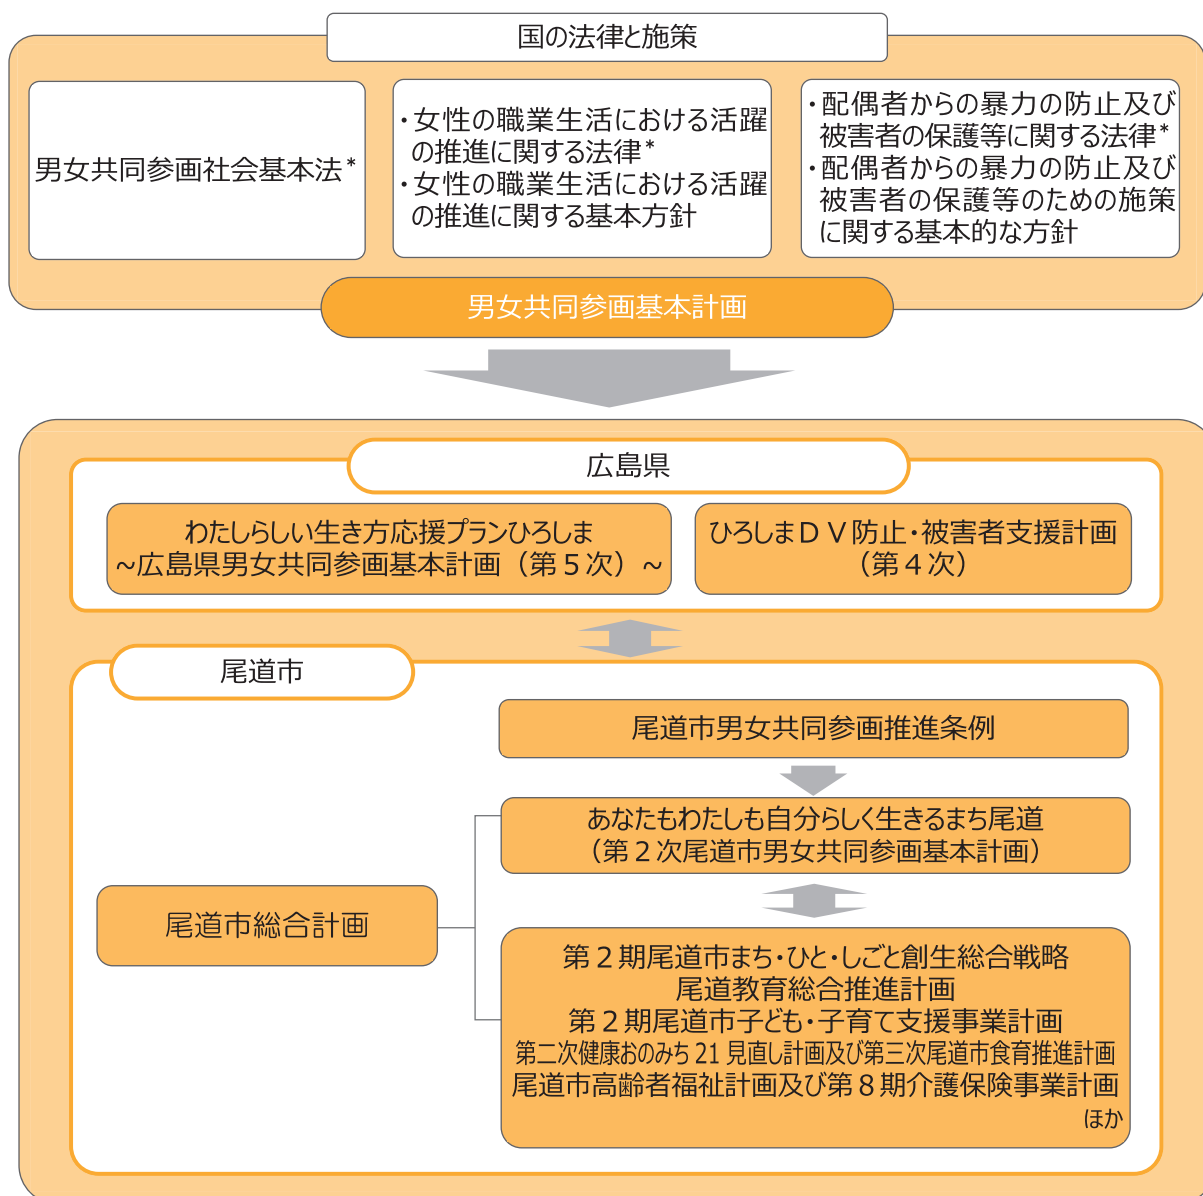 国の法律と施策
男女共同参画社会基本法*
・女性の職業生活における活躍
の推進に関する法律*
・女性の職業生活における活躍
の推進に関する基本方針
・配偶者からの暴力の防止及び
被害者の保護等に関する法律*
・配偶者からの暴力の防止及び
被害者の保護等のための施策
に関する基本的な方針
男女共同参画基本計画
広島県
わたしらしい生き方応援プランひろしま
~広島県男女共同参画基本計画（第５次）~
ひろしまＤＶ防止・被害者支援計画
（第４次）
尾道市
尾道市男女共同参画推進条例
あなたもわたしも自分らしく生きるまち尾道
（第２次尾道市男女共同参画基本計画）
尾道市総合計画
第２期尾道市まち・ひと・しごと創生総合戦略
尾道教育総合推進計画
第２期尾道市子ども・子育て支援事業計画
第二次健康おのみち 21 見直し計画及び第三次尾道市食育推進計画
尾道市高齢者福祉計画及び第８期介護保険事業計画
ほか